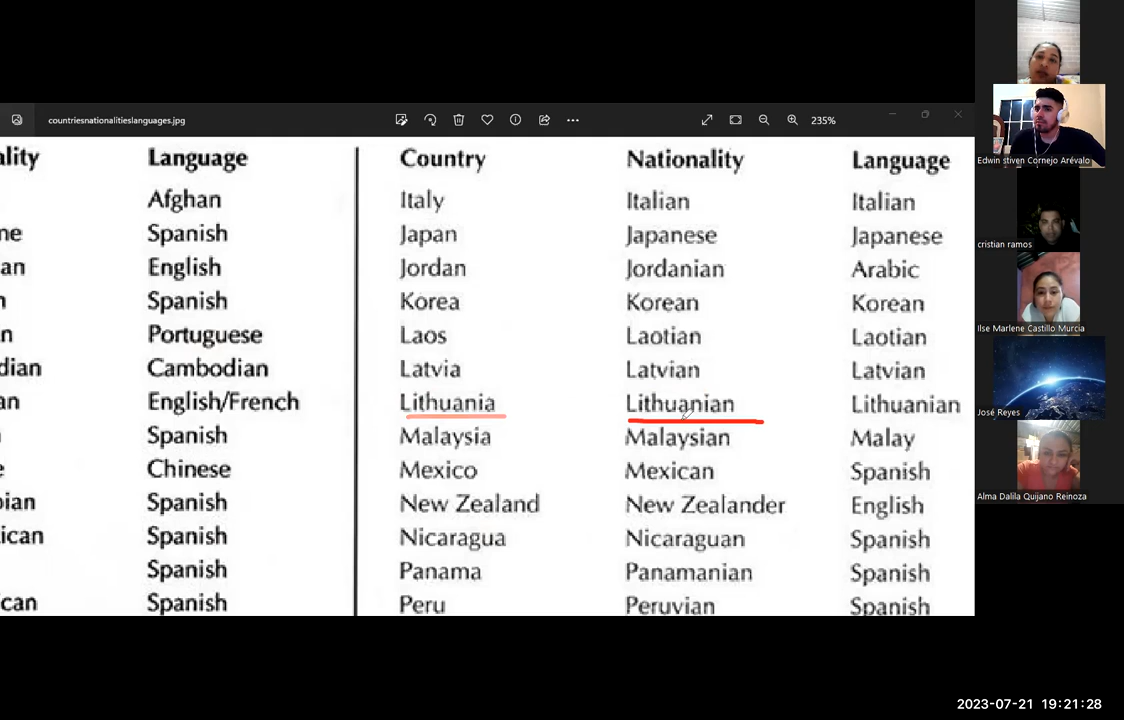 countriesnationalitieslanguages.jpg
235%
ality Language Country Nationality Language
Afghan Italy Italian Italian
ne Spanish Japan Japanese Japanese
an English Jordan Jordanian Arabic
n Spanish Korea Korean Korean
n Portuguese Laos Laotian Laotian
dian Cambodian Latvia Latvian Latvian
an English/French Lithuania Lithuanian Lithuanian
Spanish Malaysia Malaysian Malay
e Chinese Mexico Mexican Spanish
bian Spanish New Zealand New Zealander English
ican Spanish Nicaragua Nicaraguan Spanish
Spanish Panama Panamanian Spanish
can Spanish Peru Peruvian Spanish
Edwin stiven Cornejo Arévalo
cristian ramos
Ilse Marlene Castillo Murcia
José Reyes
Alma Dalila Quijano Reinoza
2023-07-21 19:21:28